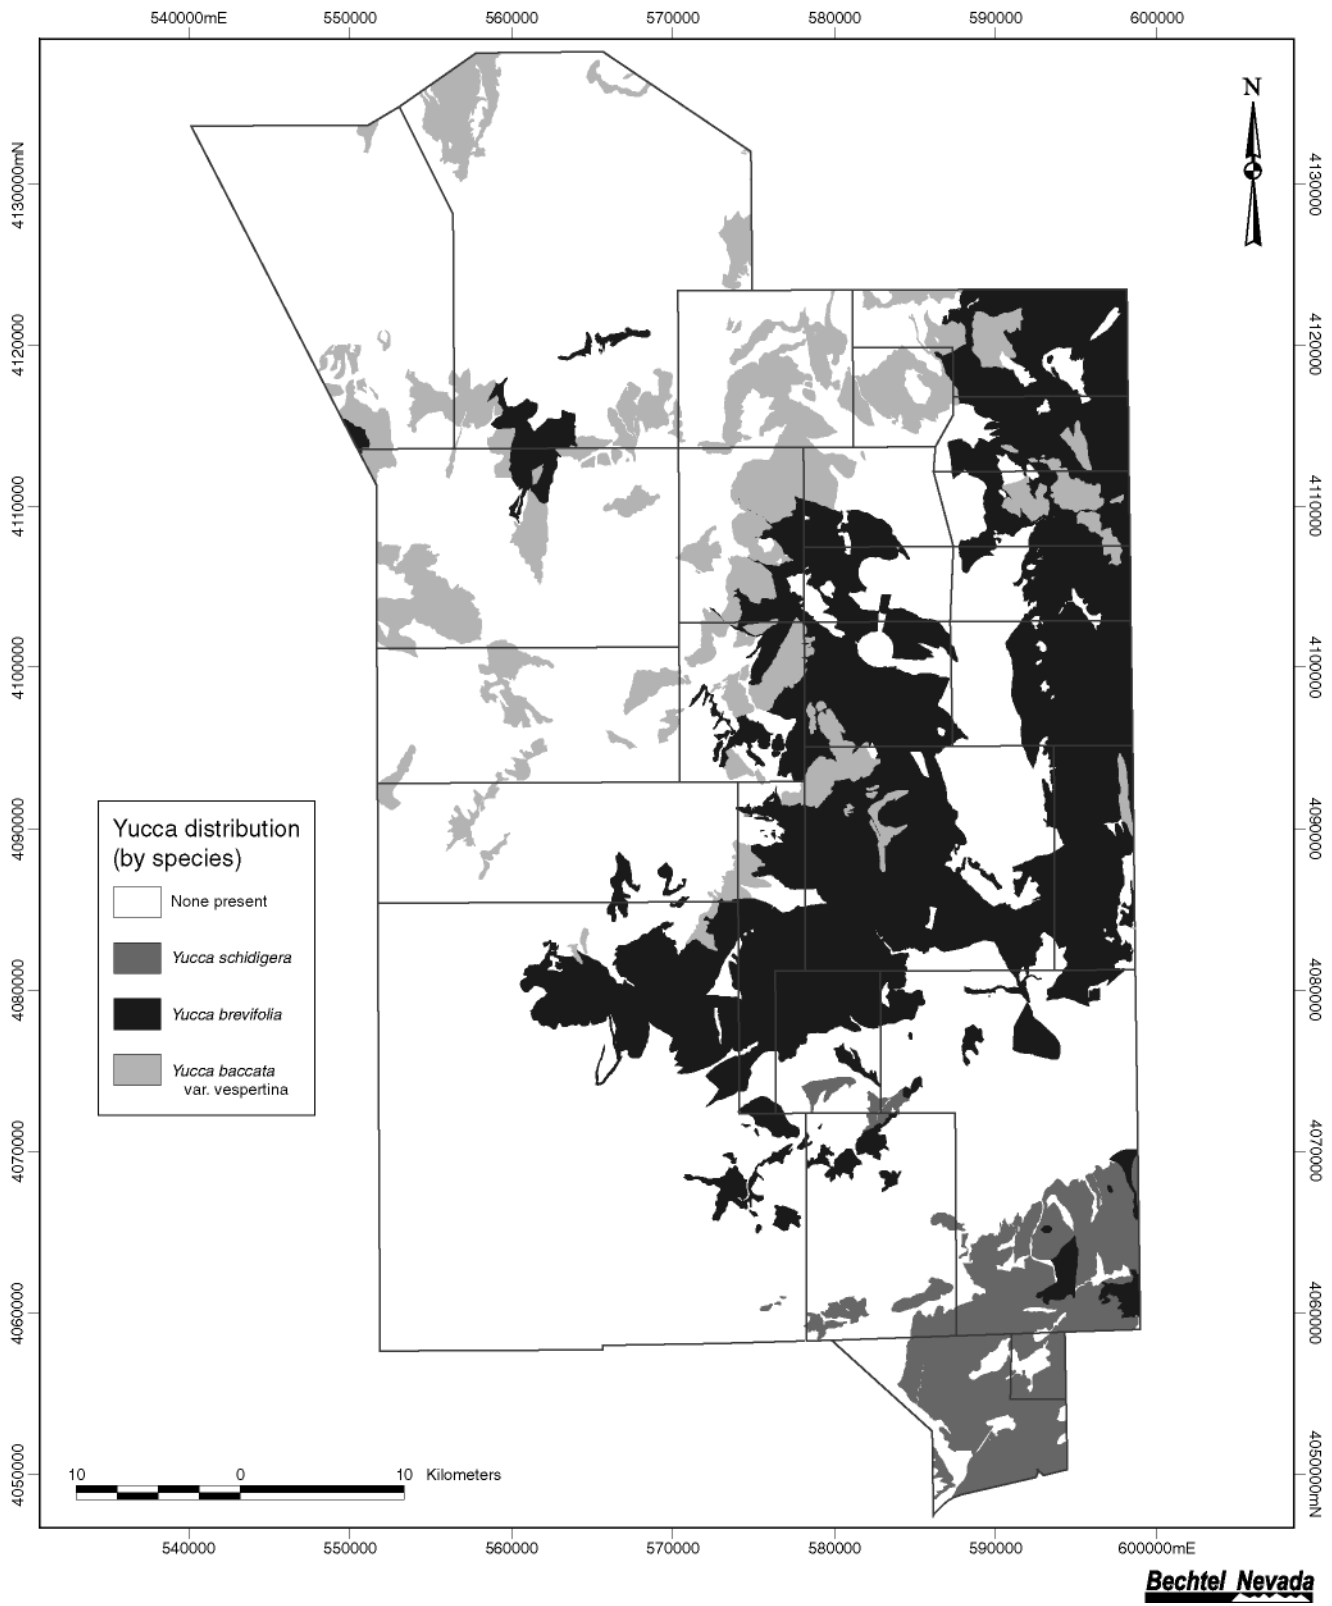 540000mE 550000 560000 570000 580000 590000 600000
N
4130000mN
4130000
4120000
4120000
4110000
4110000
4100000
4100000
4090000
4090000
4080000
4080000
4070000
4070000
4060000
4060000
4050000
4050000mN
Yucca distribution
(by species)
None present
Yucca schidigera
Yucca brevifolia
Yucca baccata
var. vespertina
10 0 10 Kilometers
540000 550000 560000 570000 580000 590000 600000mE
Bechtel Nevada